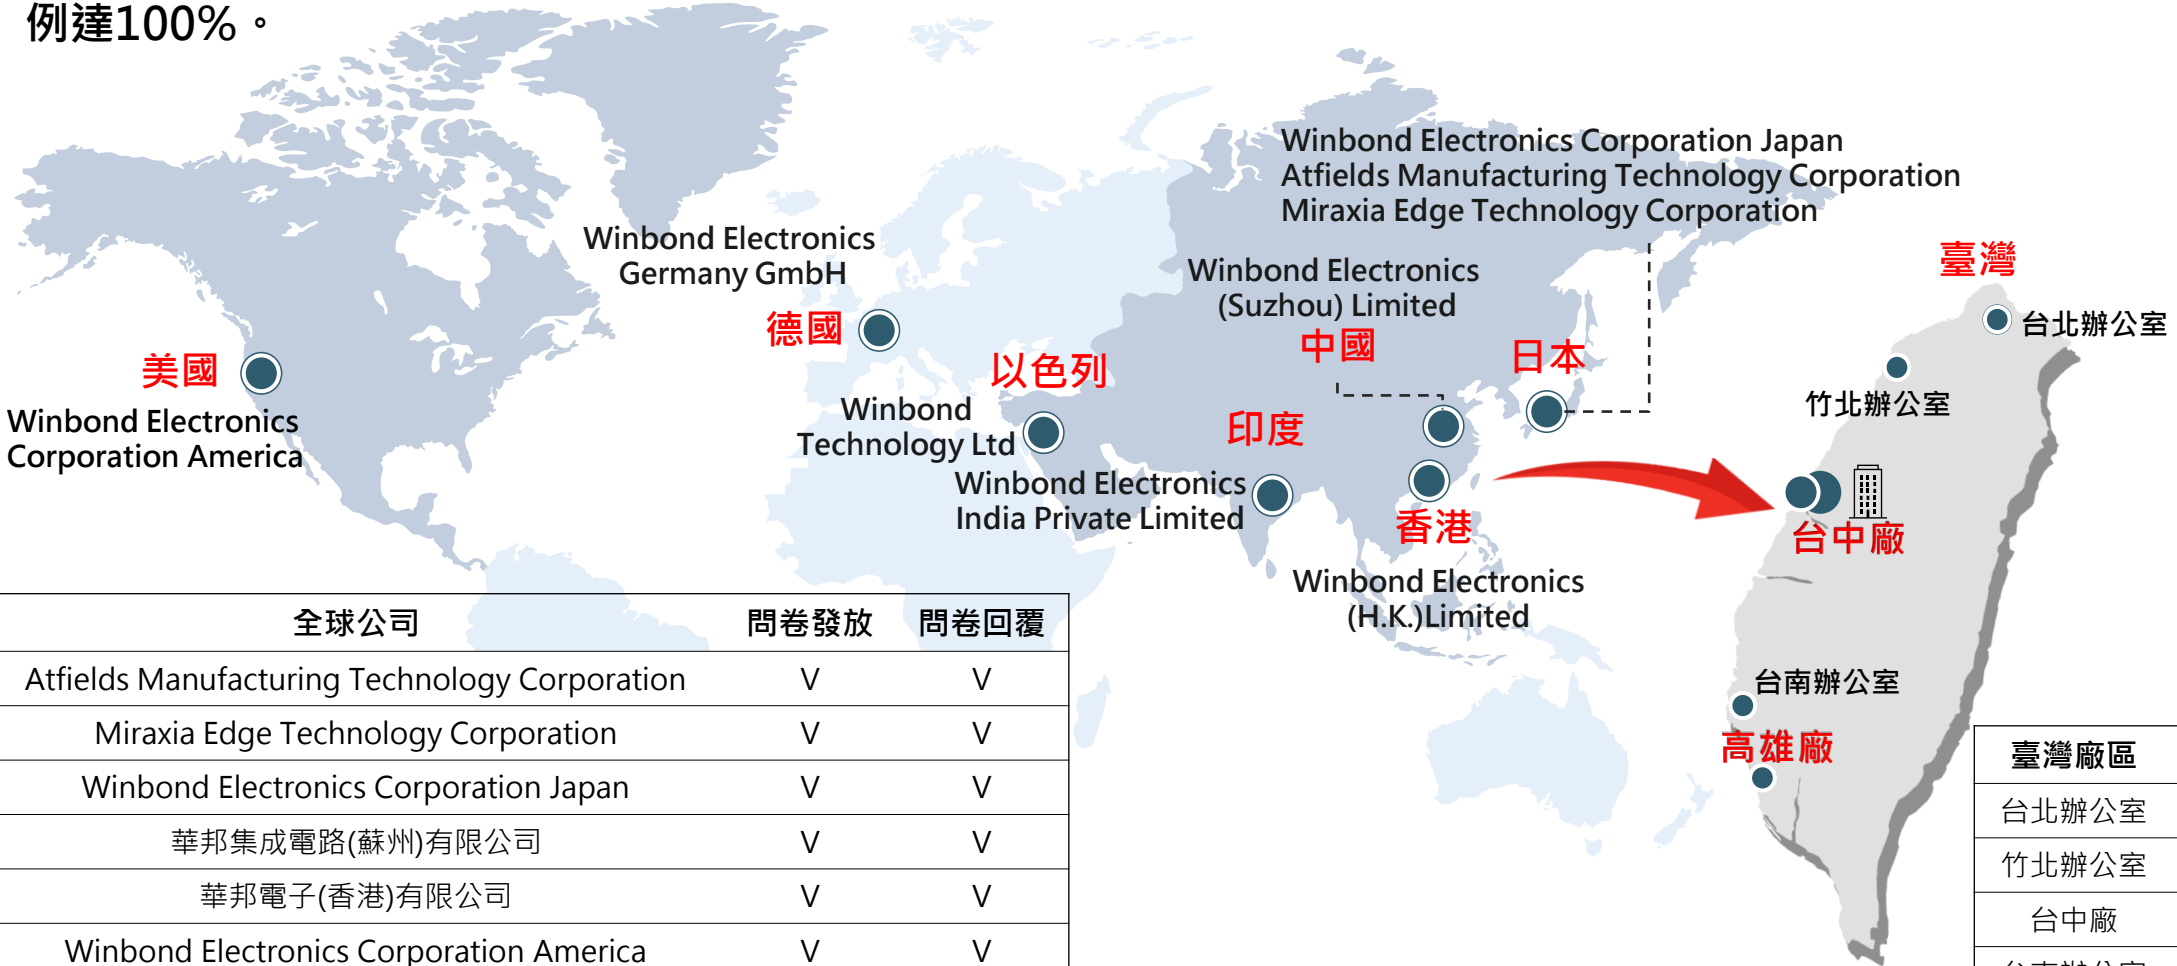 例達100%。
Winbond Electronics Corporation Japan
Atfields Manufacturing Technology Corporation
Miraxia Edge Technology Corporation
Winbond Electronics
Germany GmbH
德國
Winbond Electronics
(Suzhou) Limited
中國
日本
臺灣
台北辦公室
竹北辦公室
美國
Winbond Electronics
Corporation America
以色列
Winbond
Technology Ltd
印度
Winbond Electronics
India Private Limited
香港
Winbond Electronics
(H.K.)Limited
台中廠
台南辦公室
高雄廠
全球公司 問卷發放 問卷回覆
Atfields Manufacturing Technology Corporation V V
Miraxia Edge Technology Corporation V V
Winbond Electronics Corporation Japan V V
華邦集成電路(蘇州)有限公司 V V
華邦電子(香港)有限公司 V V
Winbond Electronics Corporation America V V
臺灣廠區
台北辦公室
竹北辦公室
台中廠
台南辦公室